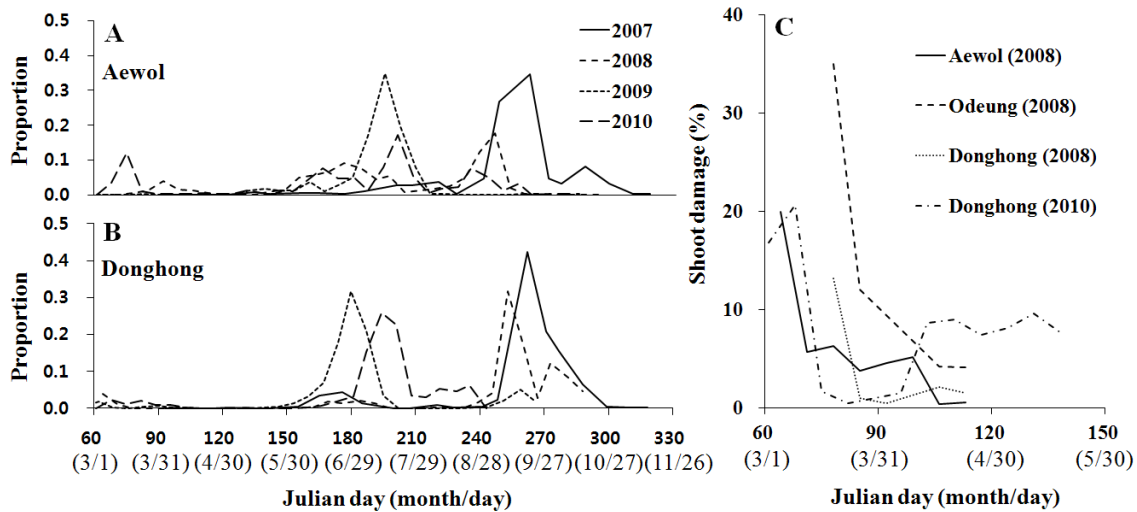 A
Aewol
Proportion
0.5
0.4
0.3
0.2
0.1
0.0
2007
2008
2009
2010
B
Donghong
Proportion
0.5
0.4
0.3
0.2
0.1
0.0
60 90 120 150 180 210 240 270 300 330
(3/1) (3/31) (4/30) (5/30) (6/29) (7/29) (8/28) (9/27) (10/27) (11/26)
Julian day (month/day)
C
Shoot damage (%)
40
30
20
10
0
Aewol (2008)
Odeung (2008)
Donghong (2008)
Donghong (2010)
60 90 120 150
(3/1) (3/31) (4/30) (5/30)
Julian day (month/day)